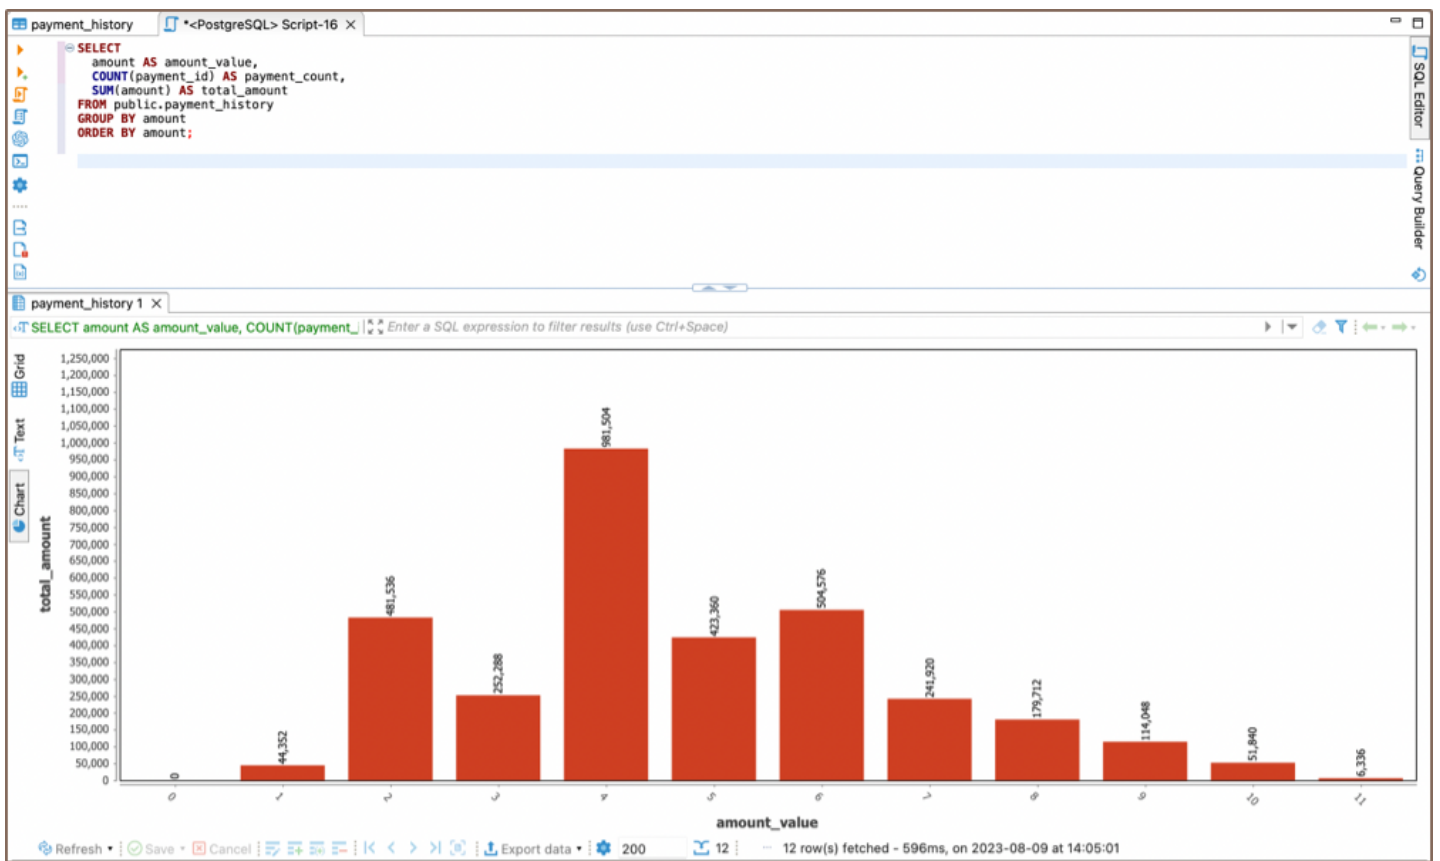 payment_history
*<PostgreSQL> Script-16
SELECT
amount AS amount_value,
COUNT(payment_id) AS payment_count,
SUM(amount) AS total_amount
FROM public.payment_history
GROUP BY amount
ORDER BY amount;
SQL Editor
Query Builder
payment_history 1
SELECT amount AS amount_value, COUNT(payment_
Enter a SQL expression to filter results (use Ctrl+Space)
Grid
Text
Chart
total_amount
1,250,000
1,200,000
1,150,000
1,100,000
1,050,000
1,000,000
950,000
900,000
850,000
800,000
750,000
700,000
650,000
600,000
550,000
500,000
450,000
400,000
350,000
300,000
250,000
200,000
150,000
100,000
50,000
0
0
44,352
481,536
252,288
981,504
423,360
504,576
241,920
179,712
114,048
51,840
6,336
0 1 2 3 4 5 6 7 8 9 10 11
amount_value
Refresh Save Cancel Export data 200 12 12 row(s) fetched - 596ms, on 2023-08-09 at 14:05:01